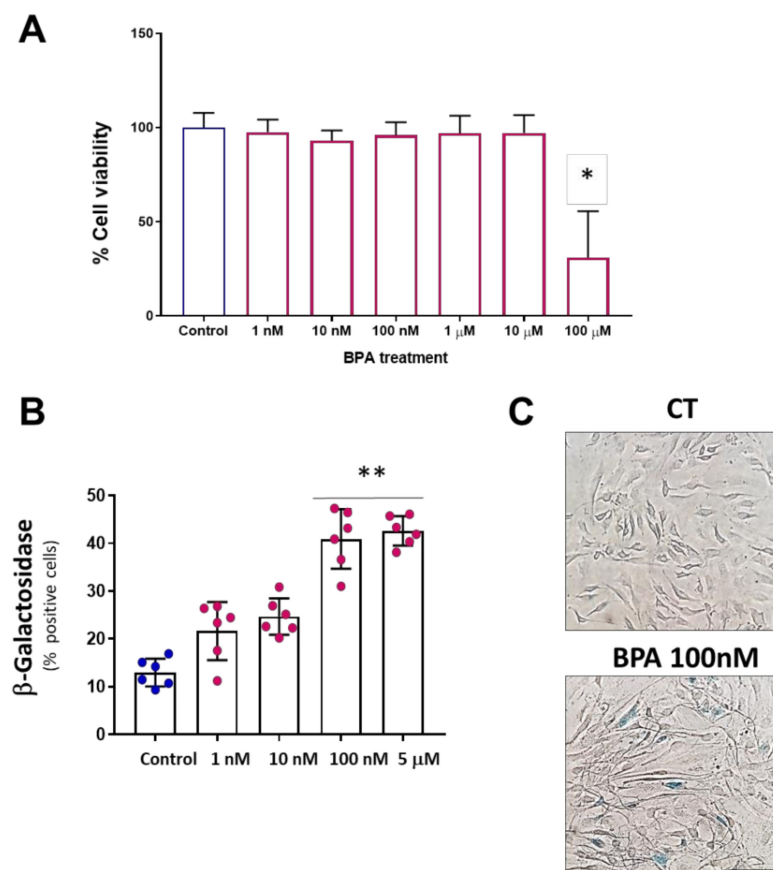 A
% Cell viability
150
100
50
0
*
Control 1 nM 10 nM 100 nM 1 μM 10 μM 100 μM
BPA treatment
B
β-Galactosidase
(% positive cells)
**
50
40
30
20
10
0
Control 1 nM 10 nM 100 nM 5 μM
C
CT
BPA 100nM